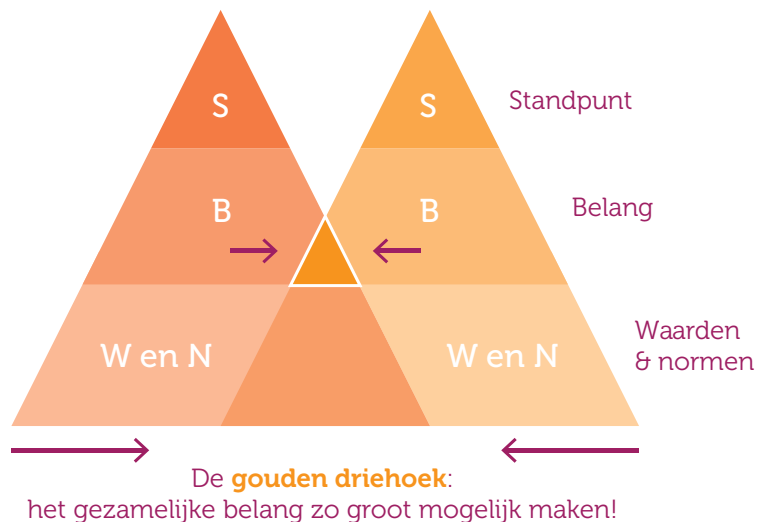 S
S
Standpunt
B
B
Belang
W en N
W en N
Waarden
& normen
De gouden driehoek:
het gezamelijke belang zo groot mogelijk maken!